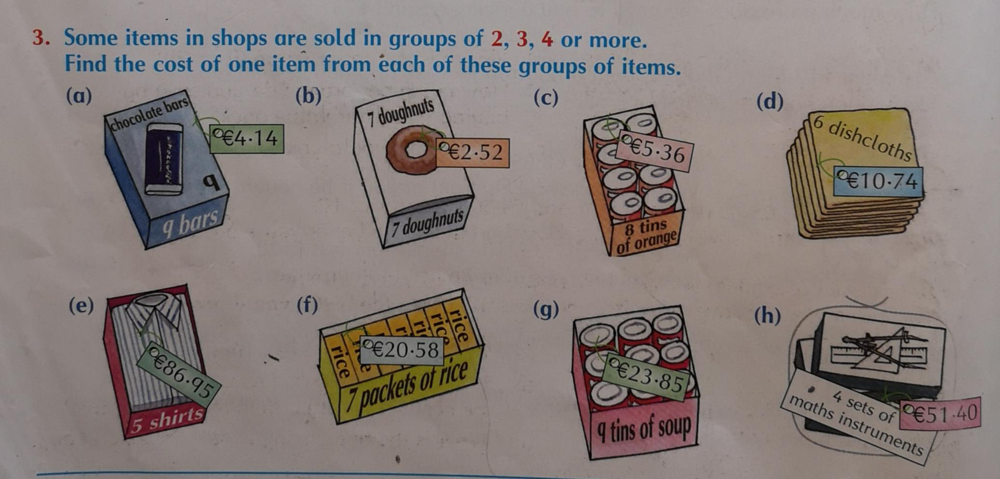 3. Some items in shops are sold in groups of 2, 3, 4 or more.
Find the cost of one item from each of these groups of items.
(a)
chocolate bars
€4·14
9
9 bars
(b)
7 doughnuts
€2·52
7 doughnuts
(c)
€5·36
8 tins
of orange
(d)
6 dishcloths
€10·74
(e)
€86·95
5 shirts
(f)
rice
rice
rice
rice
€20·58
7 packets of rice
(g)
€23·85
9 tins of soup
(h)
4 sets of
maths instruments
€51·40